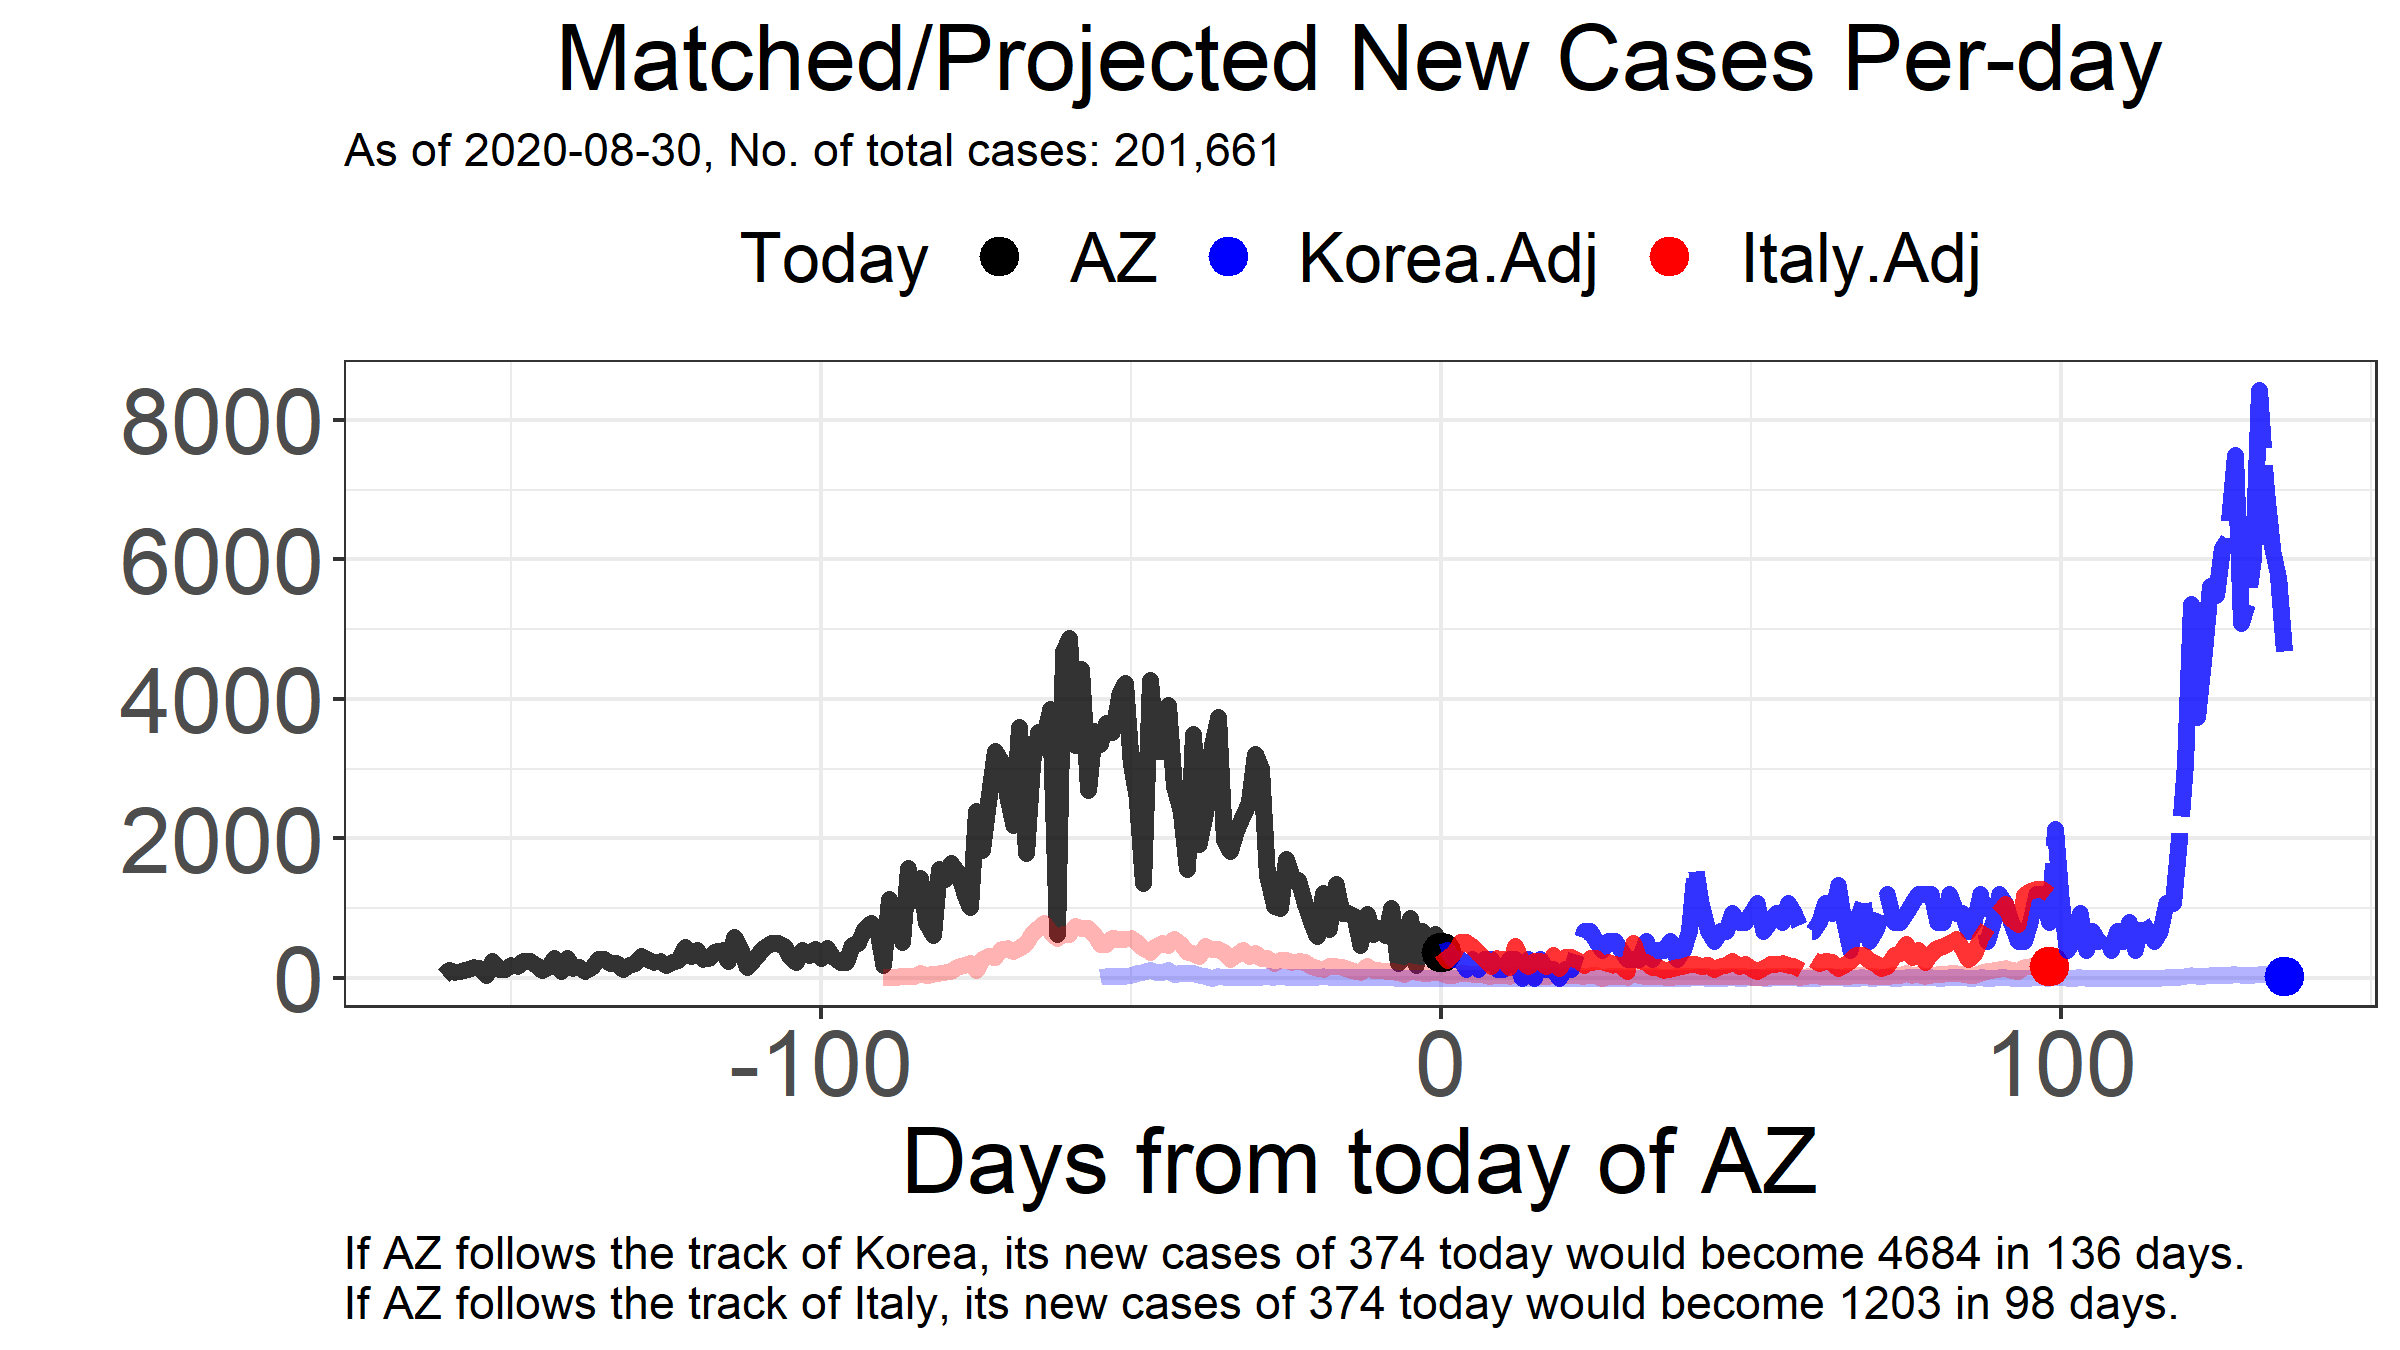 Matched/Projected New Cases Per-day
As of 2020-08-30, No. of total cases: 201,661
Today AZ Korea.Adj Italy.Adj
8000
6000
4000
2000
0
-100 0 100
Days from today of AZ
If AZ follows the track of Korea, its new cases of 374 today would become 4684 in 136 days.
If AZ follows the track of Italy, its new cases of 374 today would become 1203 in 98 days.